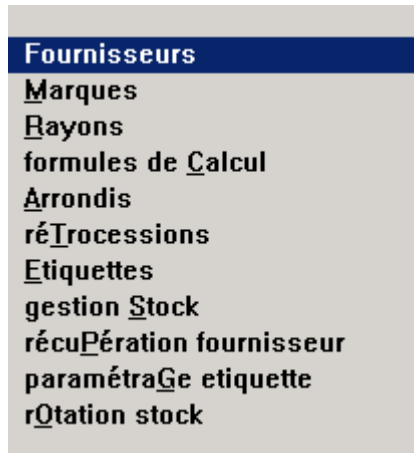 Fournisseurs
Marques
Rayons
formules de Calcul
Arrondis
réTrocessions
Etiquettes
gestion Stock
récuPération fournisseur
paramétraGe etiquette
rOtation stock